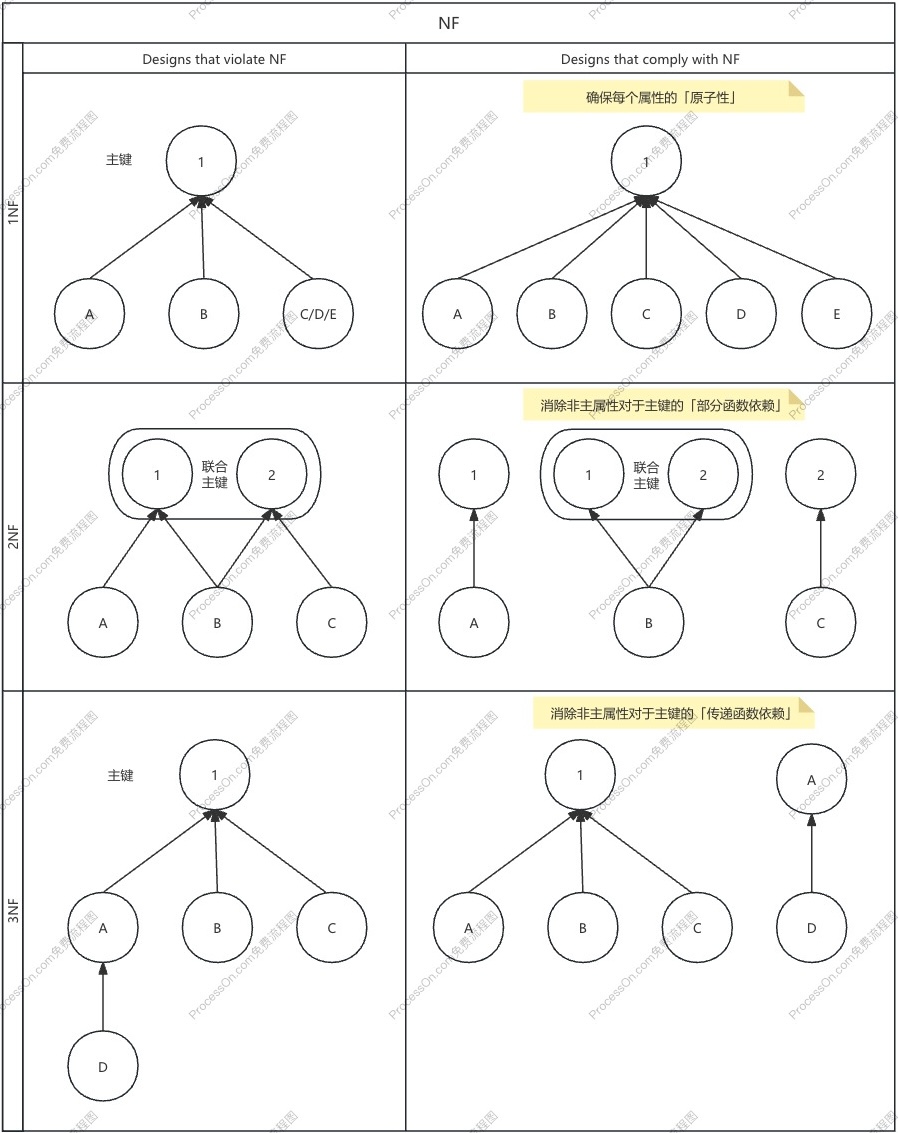 NF
Designs that violate NF
Designs that comply with NF
1NF
主键
1
A
B
C/D/E
确保每个属性的「原子性」
1
A
B
C
D
E
2NF
1
联合
主键
2
A
B
C
消除非主属性对于主键的「部分函数依赖」
1
1
联合
主键
2
2
A
B
C
3NF
主键
1
A
B
C
D
消除非主属性对于主键的「传递函数依赖」
1
A
A
B
C
D
ProcessOn.com免费流程图